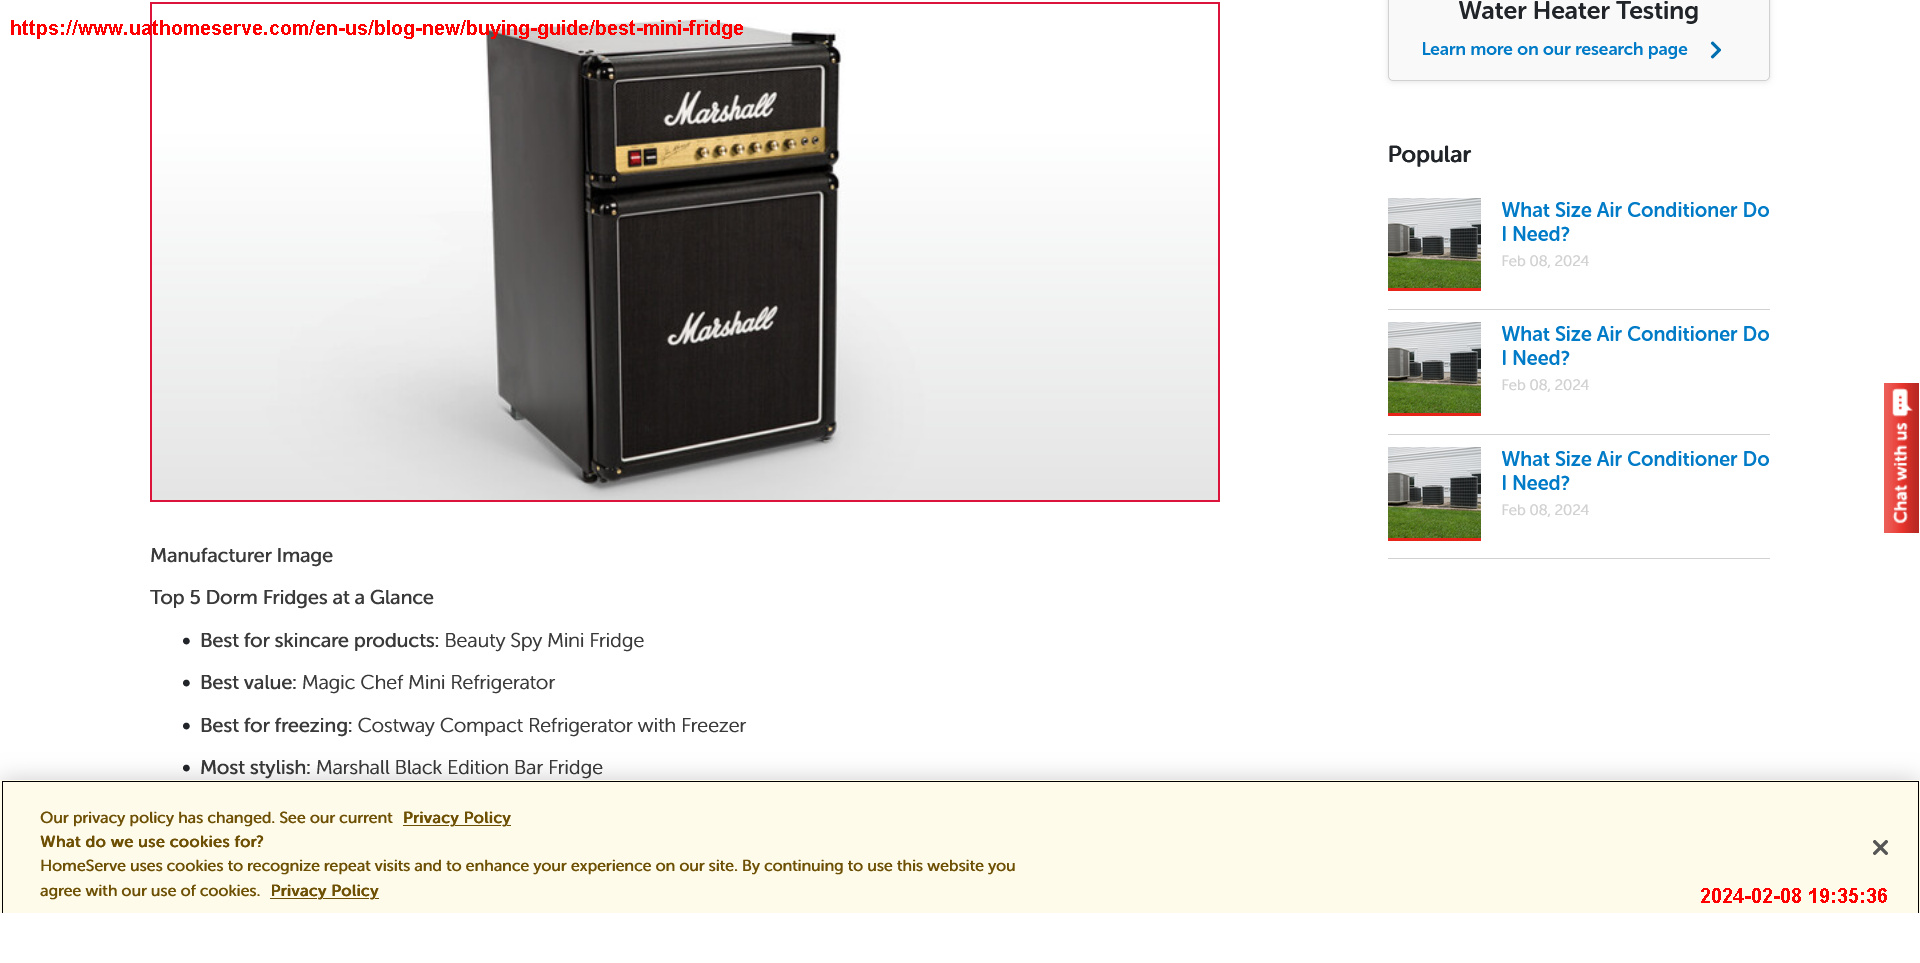 https://www.uathomeserve.com/en-us/blog-new/buying-guide/best-mini-fridge
Marshall
Marshall
Manufacturer Image
Top 5 Dorm Fridges at a Glance
• Best for skincare products: Beauty Spy Mini Fridge
• Best value: Magic Chef Mini Refrigerator
• Best for freezing: Costway Compact Refrigerator with Freezer
• Most stylish: Marshall Black Edition Bar Fridge
Water Heater Testing
Learn more on our research page
Popular
What Size Air Conditioner Do
I Need?
Feb 08, 2024
What Size Air Conditioner Do
I Need?
Feb 08, 2024
What Size Air Conditioner Do
I Need?
Feb 08, 2024
Chat with us
Our privacy policy has changed. See our current Privacy Policy
What do we use cookies for?
HomeServe uses cookies to recognize repeat visits and to enhance your experience on our site. By continuing to use this website you
agree with our use of cookies. Privacy Policy
2024-02-08 19:35:36